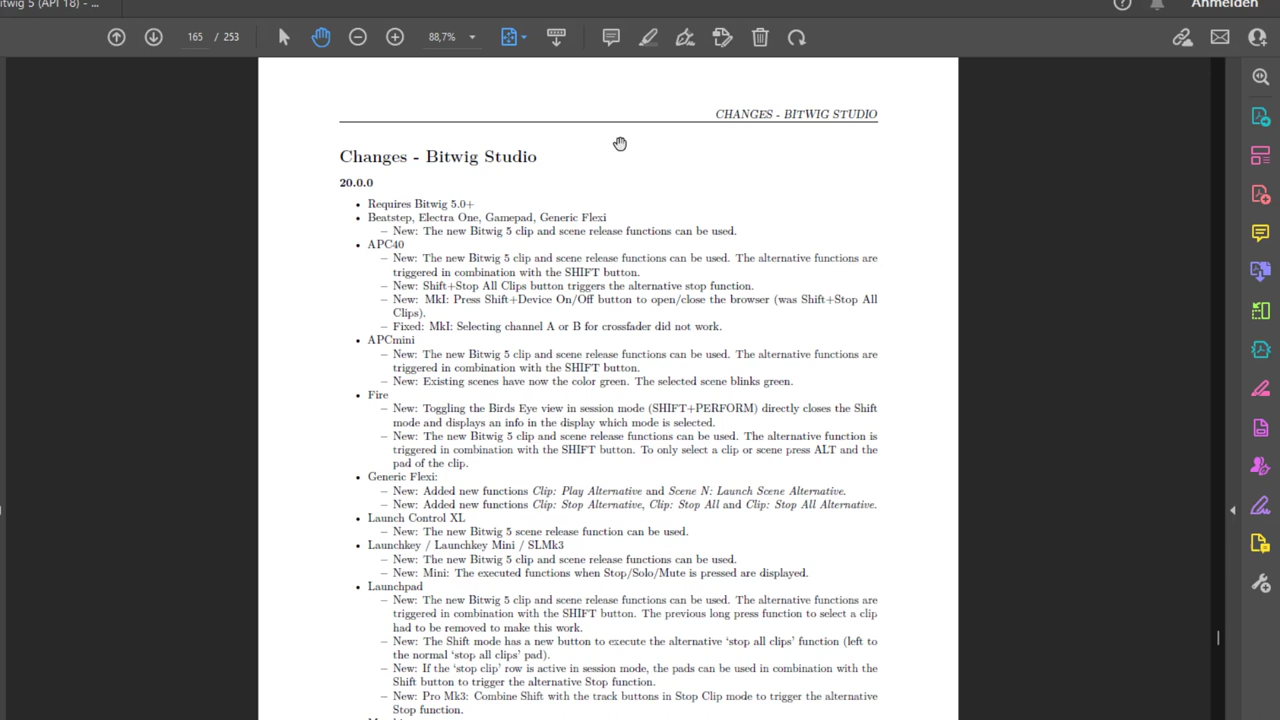 itwig 5 (API 18) - ...
Anmelden
165 / 253
88,7%
CHANGES - BITWIG STUDIO
Changes - Bitwig Studio
20.0.0
• Requires Bitwig 5.0+
• Beatstep, Electra One, Gamepad, Generic Flexi
– New: The new Bitwig 5 clip and scene release functions can be used.
• APC40
– New: The new Bitwig 5 clip and scene release functions can be used. The alternative functions are
triggered in combination with the SHIFT button.
– New: Shift+Stop All Clips button triggers the alternative stop function.
– New: MkI: Press Shift+Device On/Off button to open/close the browser (was Shift+Stop All
Clips).
– Fixed: MkI: Selecting channel A or B for crossfader did not work.
• APCmini
– New: The new Bitwig 5 clip and scene release functions can be used. The alternative functions are
triggered in combination with the SHIFT button.
– New: Existing scenes have now the color green. The selected scene blinks green.
• Fire
– New: Toggling the Birds Eye view in session mode (SHIFT+PERFORM) directly closes the Shift
mode and displays an info in the display which mode is selected.
– New: The new Bitwig 5 clip and scene release functions can be used. The alternative function is
triggered in combination with the SHIFT button. To only select a clip or scene press ALT and the
pad of the clip.
• Generic Flexi:
– New: Added new functions Clip: Play Alternative and Scene N: Launch Scene Alternative.
– New: Added new functions Clip: Stop Alternative, Clip: Stop All and Clip: Stop All Alternative.
• Launch Control XL
– New: The new Bitwig 5 scene release function can be used.
• Launchkey / Launchkey Mini / SLMk3
– New: The new Bitwig 5 clip and scene release functions can be used.
– New: Mini: The executed functions when Stop/Solo/Mute is pressed are displayed.
• Launchpad
– New: The new Bitwig 5 clip and scene release functions can be used. The alternative functions are
triggered in combination with the SHIFT button. The previous long press function to select a clip
had to be removed to make this work.
– New: The Shift mode has a new button to execute the alternative ‘stop all clips’ function (left to
the normal ‘stop all clips’ pad).
– New: If the ‘stop clip’ row is active in session mode, the pads can be used in combination with the
Shift button to trigger the alternative Stop function.
– New: Pro Mk3: Combine Shift with the track buttons in Stop Clip mode to trigger the alternative
Stop function.